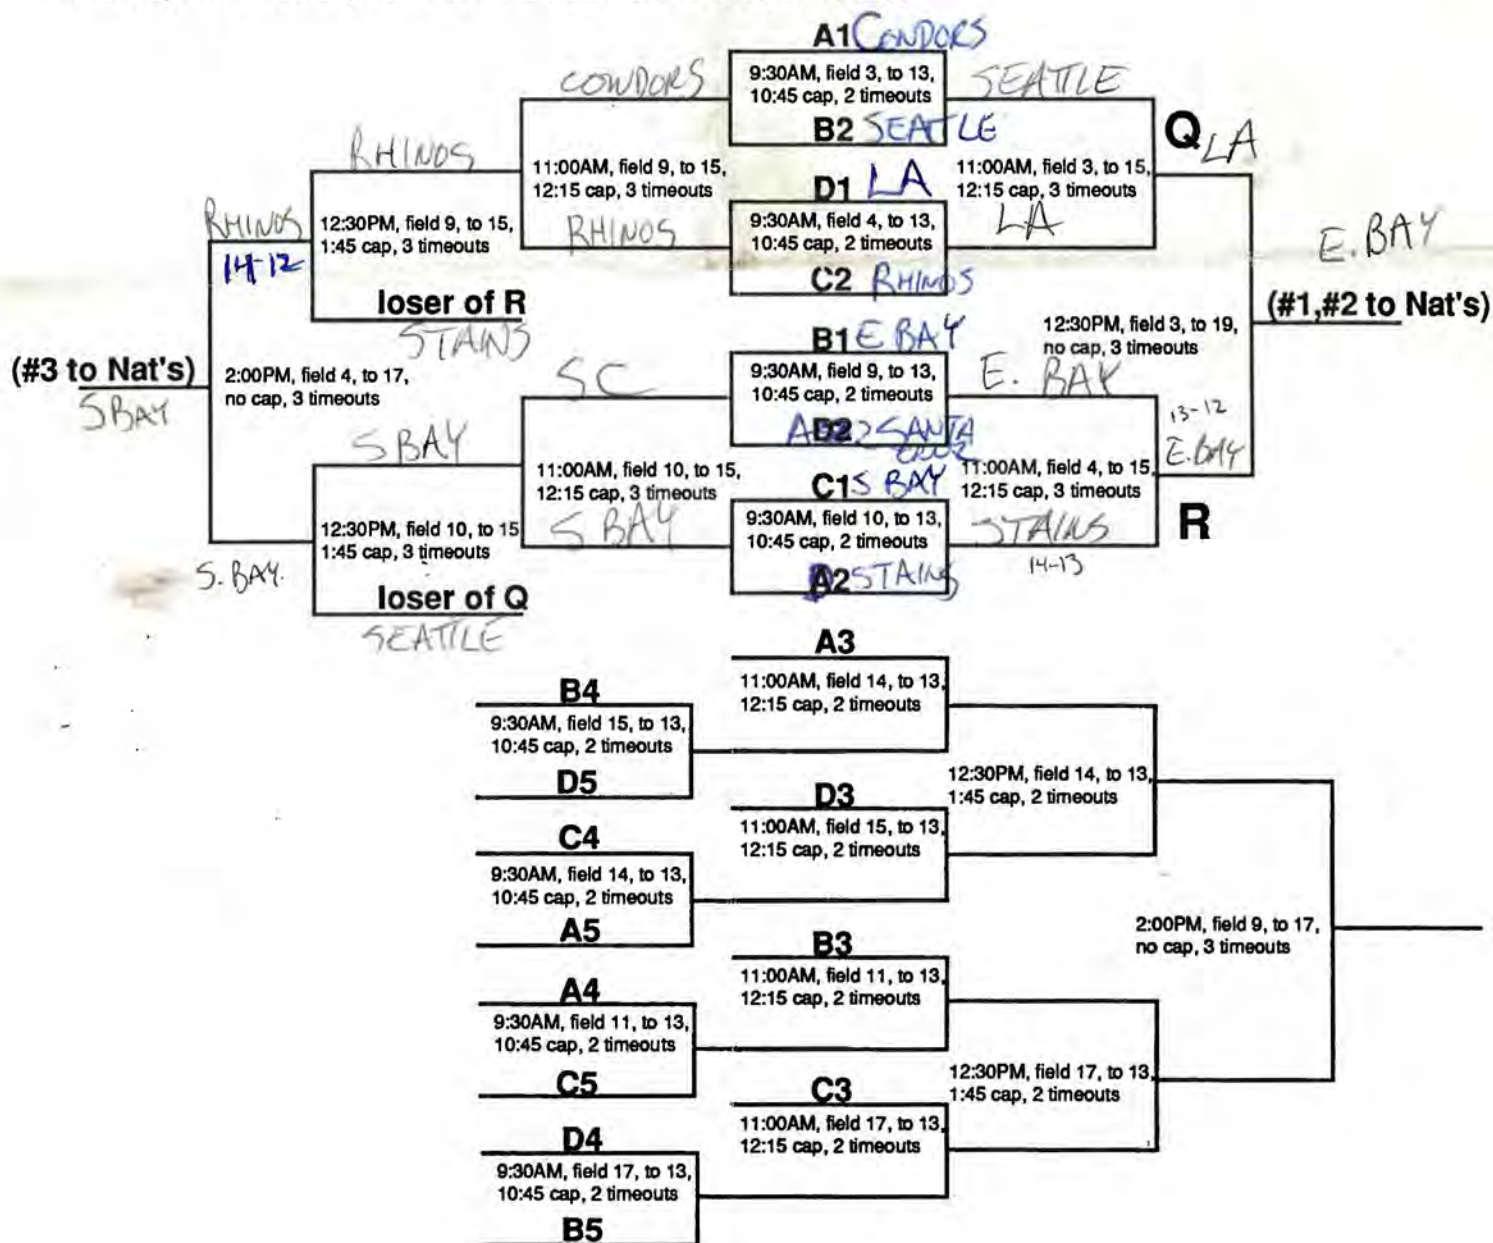 A1 CONDORS
9:30AM, field 3, to 13,
10:45 cap, 2 timeouts
B2 SEATTLE
CONDORS
SEATTLE
Q LA
RHINOS
11:00AM, field 9, to 15,
12:15 cap, 3 timeouts
D1 LA
11:00AM, field 3, to 15,
12:15 cap, 3 timeouts
RHINOS
14-12
12:30PM, field 9, to 15,
1:45 cap, 3 timeouts
RHINOS
9:30AM, field 4, to 13,
10:45 cap, 2 timeouts
C2 RHINOS
LA
E. BAY
loser of R
STAINS
(#1,#2 to Nat's)
12:30PM, field 3, to 19,
no cap, 3 timeouts
B1 E BAY
9:30AM, field 9, to 13,
10:45 cap, 2 timeouts
D2 SANTA
CRUZ
E. BAY
(#3 to Nat's)
S BAY
2:00PM, field 4, to 17,
no cap, 3 timeouts
SC
13-12
E. BAY
S BAY
11:00AM, field 10, to 15,
12:15 cap, 3 timeouts
C1 S BAY
11:00AM, field 4, to 15,
12:15 cap, 3 timeouts
12:30PM, field 10, to 15
1:45 cap, 3 timeouts
S BAY
9:30AM, field 10, to 13,
10:45 cap, 2 timeouts
STAINS
14-13
R
S. BAY.
A2 STAINS
loser of Q
SEATTLE
A3
11:00AM, field 14, to 13,
12:15 cap, 2 timeouts
B4
9:30AM, field 15, to 13,
10:45 cap, 2 timeouts
D5
12:30PM, field 14, to 13,
1:45 cap, 2 timeouts
D3
11:00AM, field 15, to 13,
12:15 cap, 2 timeouts
C4
9:30AM, field 14, to 13,
10:45 cap, 2 timeouts
A5
2:00PM, field 9, to 17,
no cap, 3 timeouts
B3
11:00AM, field 11, to 13,
12:15 cap, 2 timeouts
A4
9:30AM, field 11, to 13,
10:45 cap, 2 timeouts
C5
12:30PM, field 17, to 13,
1:45 cap, 2 timeouts
C3
11:00AM, field 17, to 13,
12:15 cap, 2 timeouts
D4
9:30AM, field 17, to 13,
10:45 cap, 2 timeouts
B5